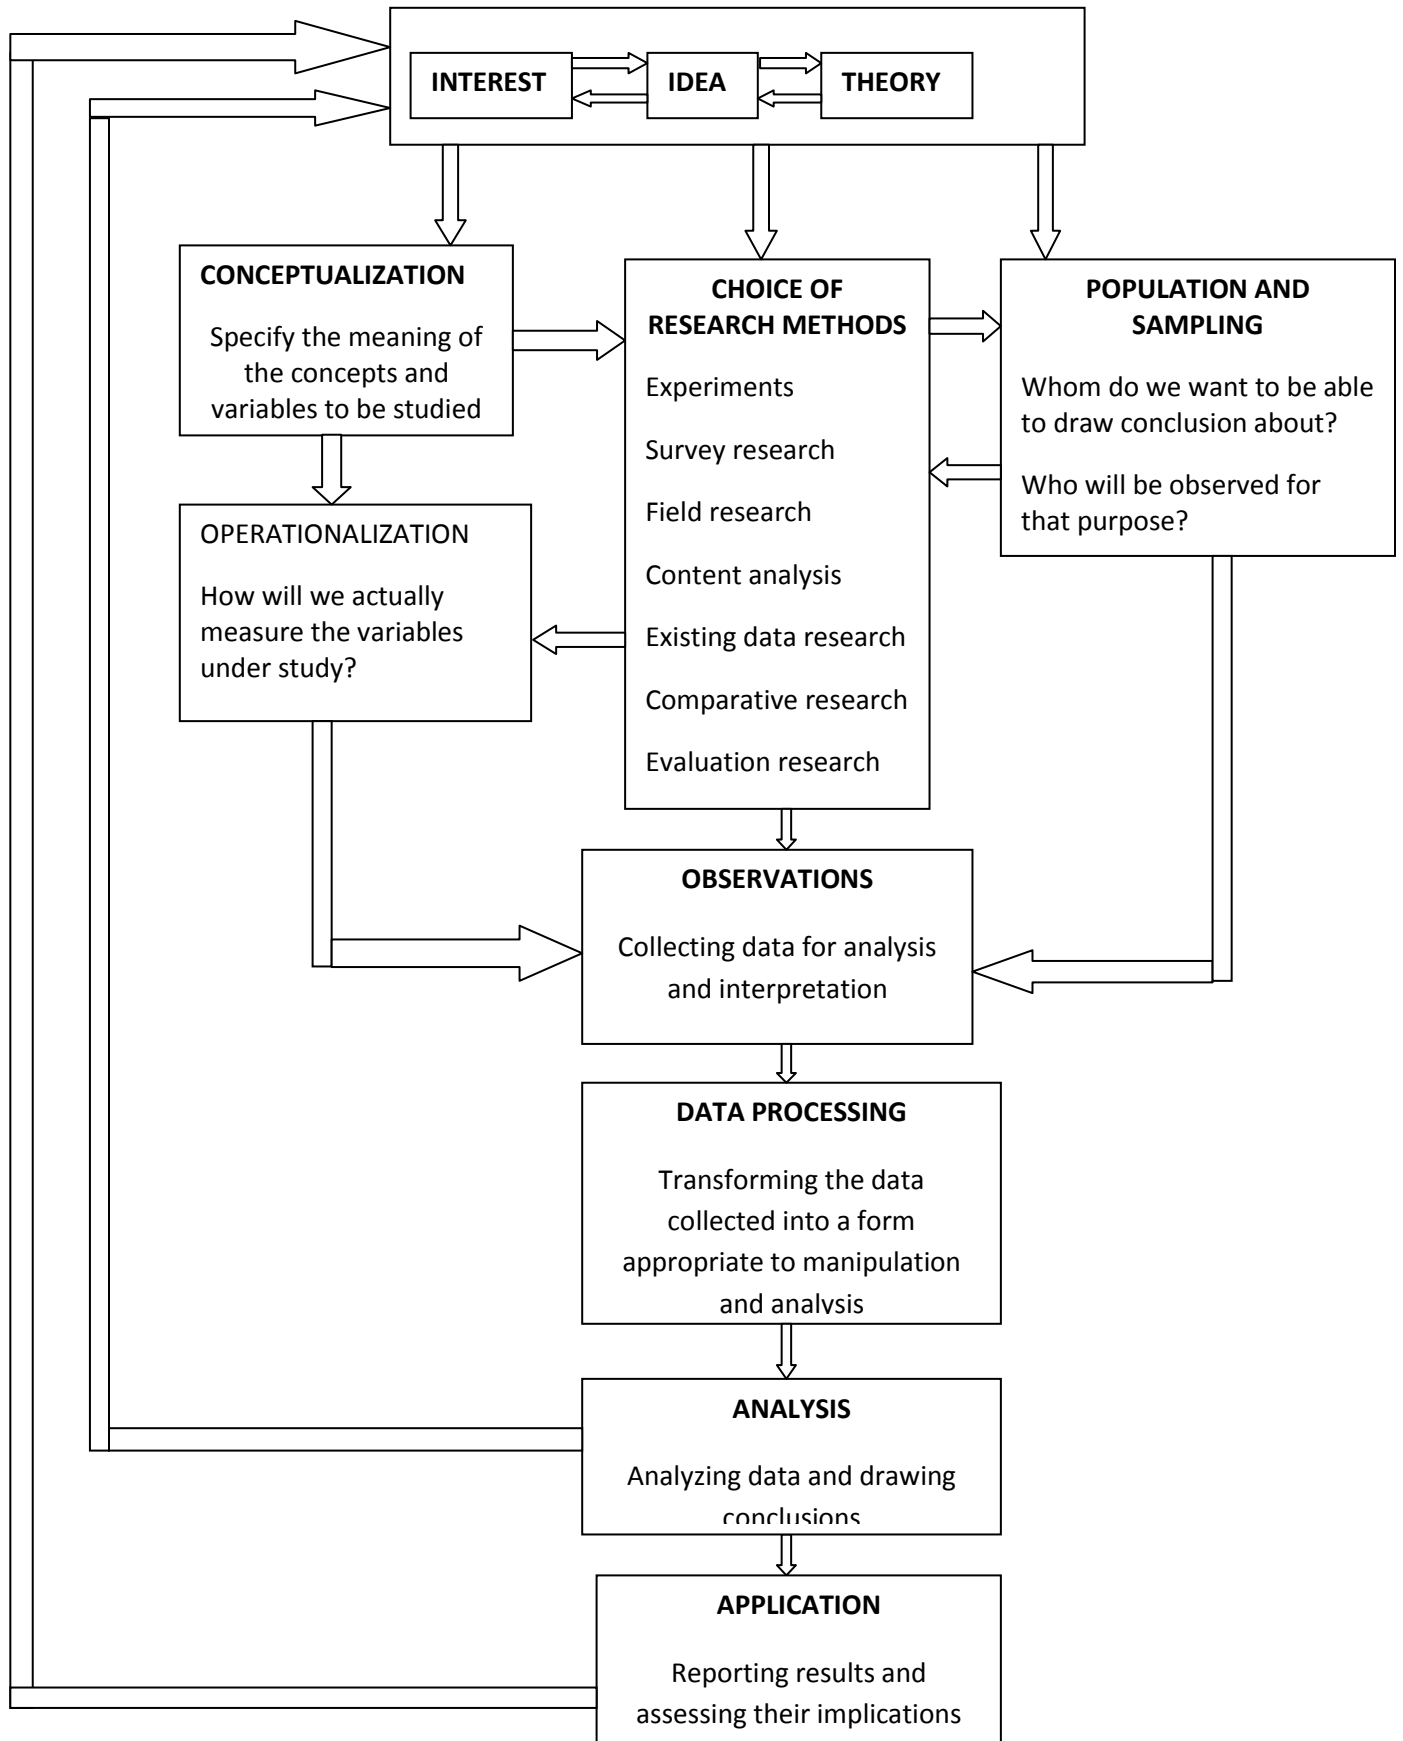 INTEREST
IDEA
THEORY
CONCEPTUALIZATION
Specify the meaning of
the concepts and
variables to be studied
CHOICE OF
RESEARCH METHODS
Experiments
Survey research
Field research
Content analysis
Existing data research
Comparative research
Evaluation research
POPULATION AND
SAMPLING
Whom do we want to be able
to draw conclusion about?
Who will be observed for
that purpose?
OPERATIONALIZATION
How will we actually
measure the variables
under study?
OBSERVATIONS
Collecting data for analysis
and interpretation
DATA PROCESSING
Transforming the data
collected into a form
appropriate to manipulation
and analysis
ANALYSIS
Analyzing data and drawing
conclusions
APPLICATION
Reporting results and
assessing their implications